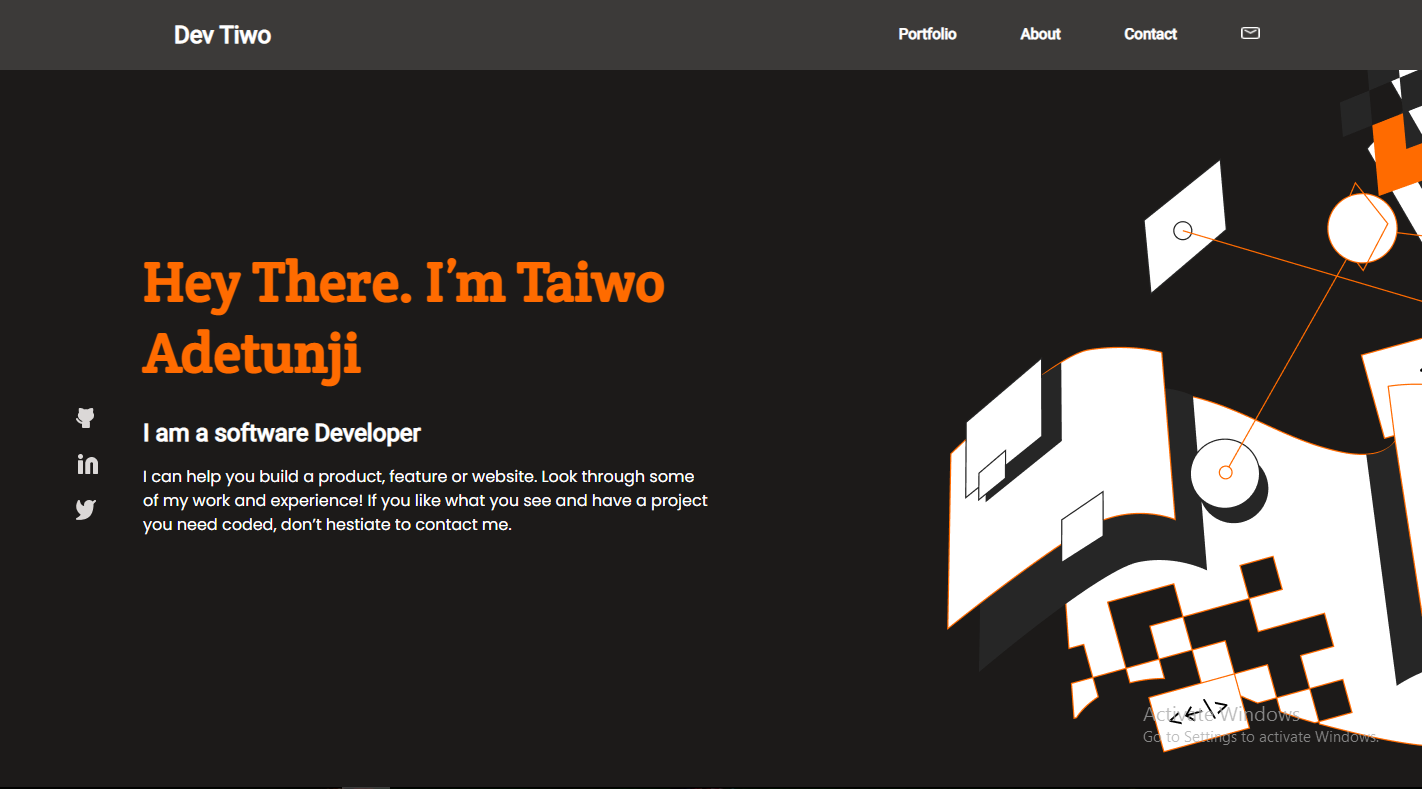 Dev Tiwo
Portfolio About Contact
Hey There. I'm Taiwo
Adetunji
I am a software Developer
I can help you build a product, feature or website. Look through some
of my work and experience! If you like what you see and have a project
you need coded, don't hestiate to contact me.
Activate Windows
Go to Settings to activate Windows.